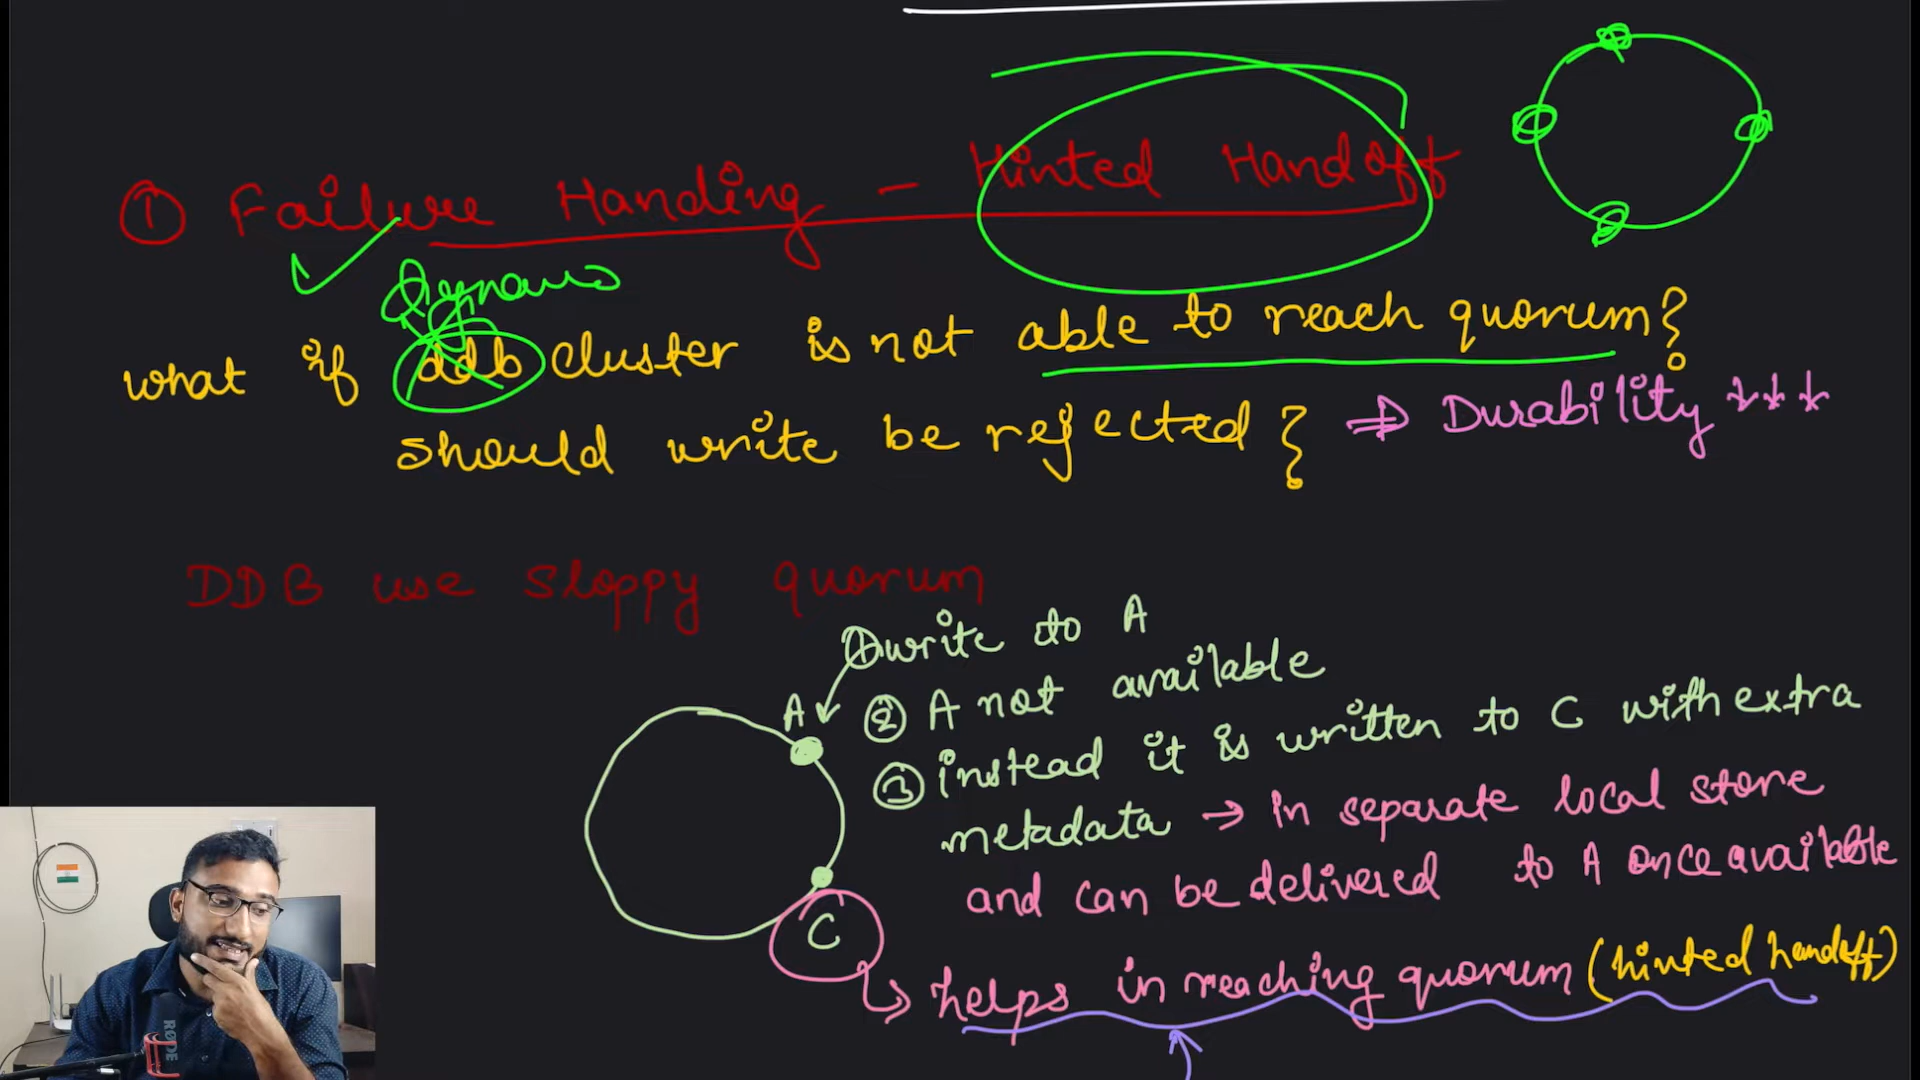 ① Failure Handing - Hinted Handoff
Dynamo
what if ddb cluster is not able to reach quorum?
should write be rejected? ⇒ Durability ↓↓↓
DDB use sloppy quorum
① write to A
A
② A not available
③ instead it is written to C with extra
metadata → in separate local store
and can be delivered to A once available
C
↳ helps in reaching quorum (hinted handoff)
RØDE